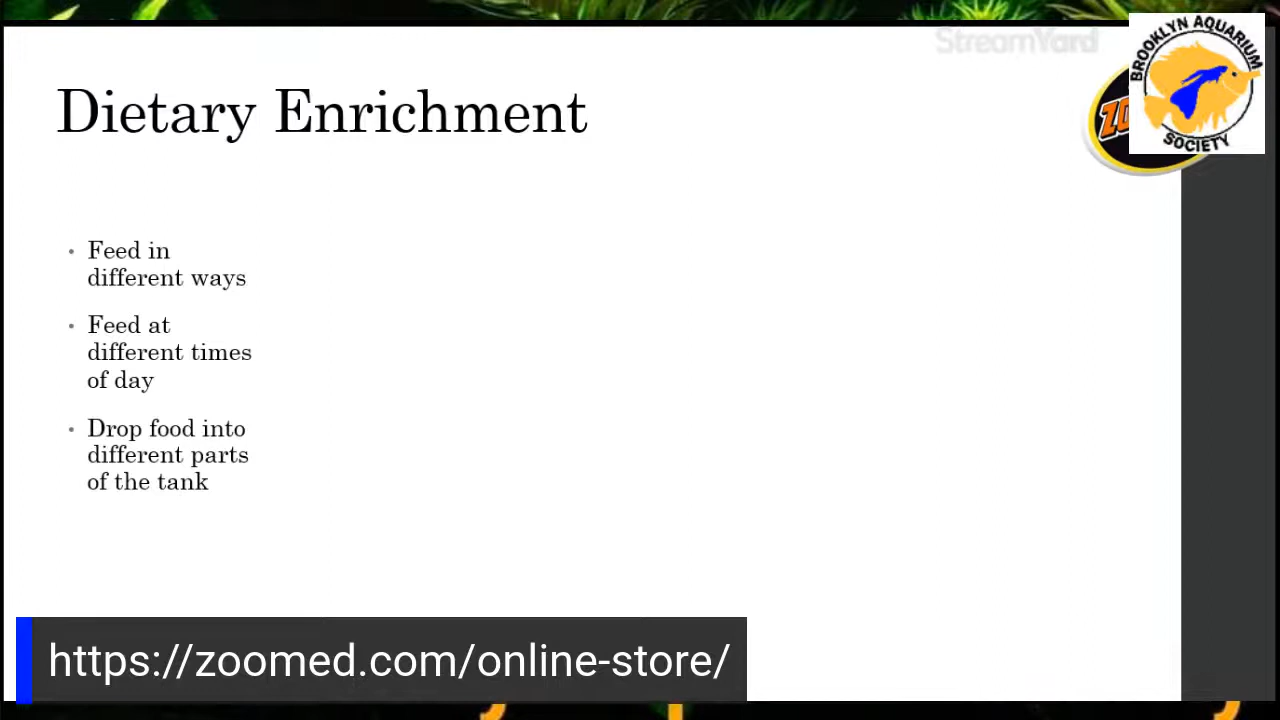 StreamYard
BROOKLYN AQUARIUM
SOCIETY
Dietary Enrichment
• Feed in
different ways
• Feed at
different times
of day
• Drop food into
different parts
of the tank
https://zoomed.com/online-store/